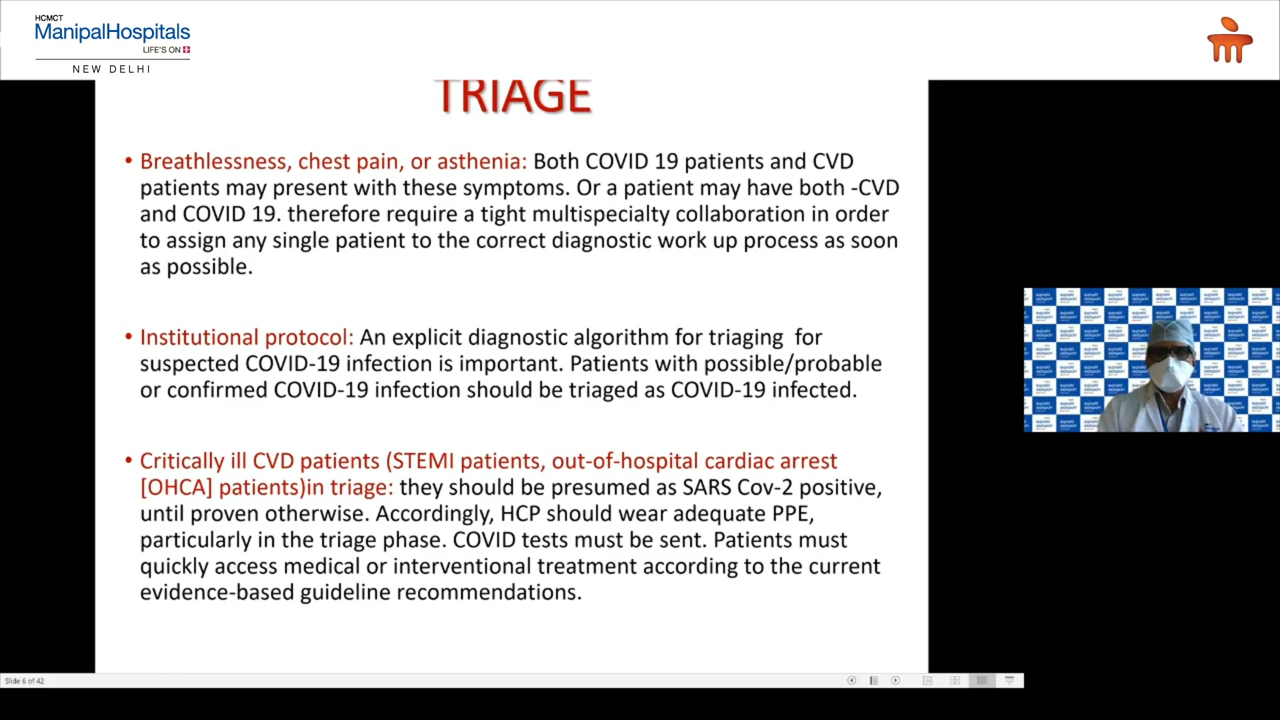 HCMCT
ManipalHospitals
LIFE'S ON
NEW DELHI
TRIAGE
• Breathlessness, chest pain, or asthenia: Both COVID 19 patients and CVD
patients may present with these symptoms. Or a patient may have both -CVD
and COVID 19. therefore require a tight multispecialty collaboration in order
to assign any single patient to the correct diagnostic work up process as soon
as possible.
• Institutional protocol: An explicit diagnostic algorithm for triaging for
suspected COVID-19 infection is important. Patients with possible/probable
or confirmed COVID-19 infection should be triaged as COVID-19 infected.
• Critically ill CVD patients (STEMI patients, out-of-hospital cardiac arrest
[OHCA] patients)in triage: they should be presumed as SARS Cov-2 positive,
until proven otherwise. Accordingly, HCP should wear adequate PPE,
particularly in the triage phase. COVID tests must be sent. Patients must
quickly access medical or interventional treatment according to the current
evidence-based guideline recommendations.
Slide 6 of 42